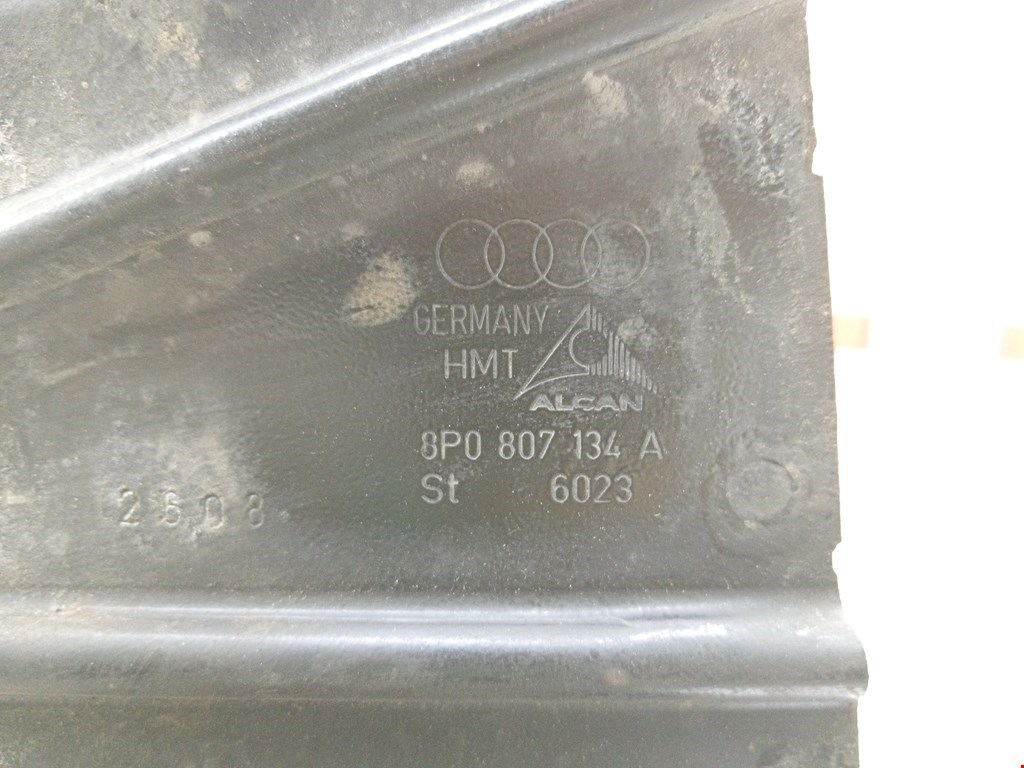 GERMANY
HMT
ALCAN
8P0 807 134 A
St 6023
2608